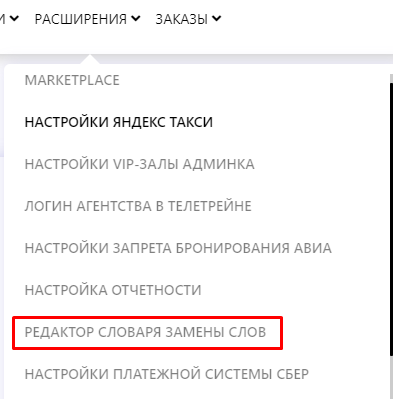 И РАСШИРЕНИЯ ЗАКАЗЫ
MARKETPLACE
НАСТРОЙКИ ЯНДЕКС ТАКСИ
НАСТРОЙКИ VIP-ЗАЛЫ АДМИНКА
ЛОГИН АГЕНТСТВА В ТЕЛЕТРЕЙНЕ
НАСТРОЙКИ ЗАПРЕТА БРОНИРОВАНИЯ АВИА
НАСТРОЙКА ОТЧЕТНОСТИ
РЕДАКТОР СЛОВАРЯ ЗАМЕНЫ СЛОВ
НАСТРОЙКИ ПЛАТЕЖНОЙ СИСТЕМЫ СБЕР